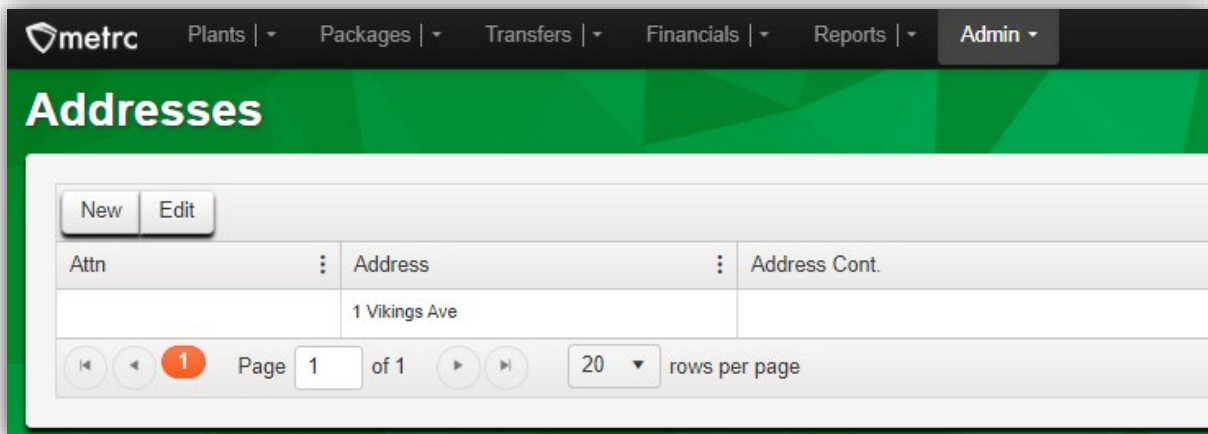 metrc Plants | Packages | Transfers | Financials | Reports | Admin
Addresses
New Edit
Attn Address Address Cont.
1 Vikings Ave
1 Page 1 of 1 20 rows per page